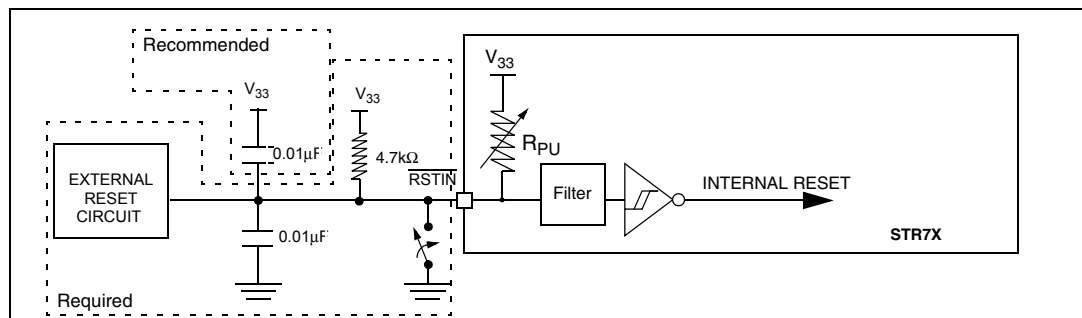 Recommended
V33
0.01µF
V33
4.7kΩ
RSTIN
EXTERNAL
RESET
CIRCUIT
0.01µF
Required
V33
RPU
Filter
INTERNAL RESET
STR7X